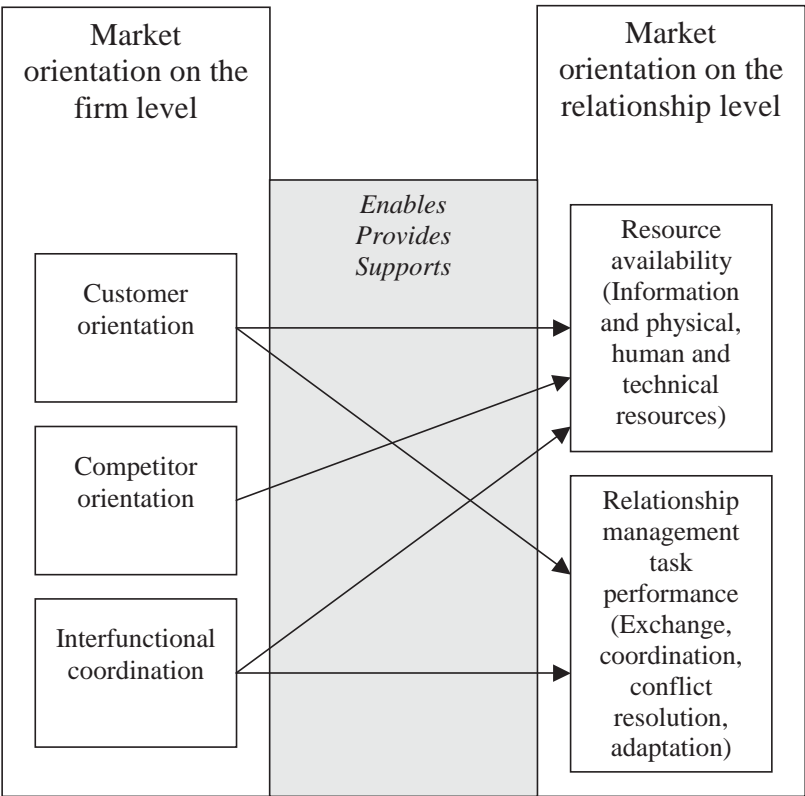 Market
orientation on the
firm level
Customer
orientation
Competitor
orientation
Interfunctional
coordination
Enables
Provides
Supports
Market
orientation on the
relationship level
Resource
availability
(Information
and physical,
human and
technical
resources)
Relationship
management
task
performance
(Exchange,
coordination,
conflict
resolution,
adaptation)